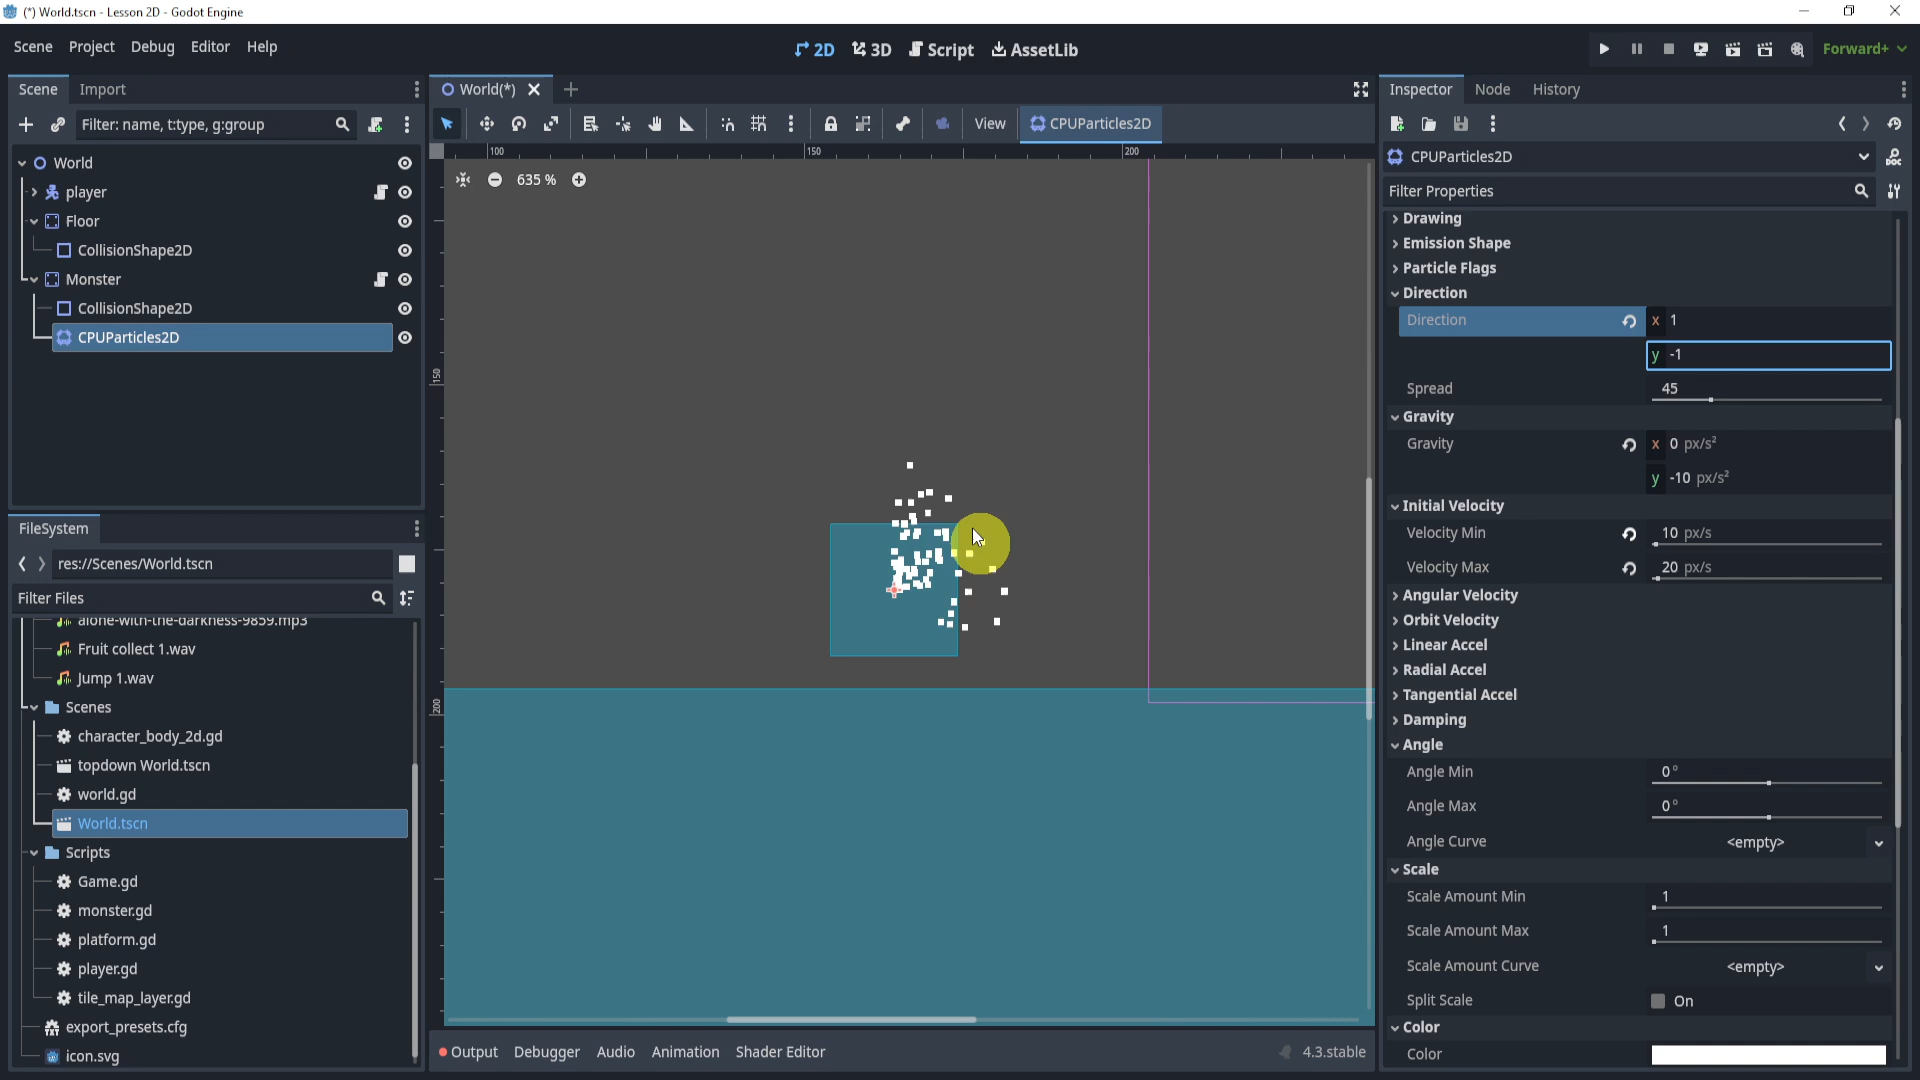 (*) World.tscn - Lesson 2D - Godot Engine
Scene Project Debug Editor Help
2D 3D Script AssetLib
Forward+
Scene Import
World(*)
Inspector Node History
Filter: name, t:type, g:group
View CPUParticles2D
World
player
Floor
CollisionShape2D
Monster
CollisionShape2D
CPUParticles2D
100 150 200
635 %
150
200
CPUParticles2D
Filter Properties
Drawing
Emission Shape
Particle Flags
Direction
Direction x 1
y -1
Spread 45
Gravity
Gravity x 0 px/s²
y -10 px/s²
Initial Velocity
Velocity Min 10 px/s
Velocity Max 20 px/s
Angular Velocity
Orbit Velocity
Linear Accel
Radial Accel
Tangential Accel
Damping
Angle
Angle Min 0°
Angle Max 0°
Angle Curve <empty>
Scale
Scale Amount Min 1
Scale Amount Max 1
Scale Amount Curve <empty>
Split Scale On
Color
Color
FileSystem
res://Scenes/World.tscn
Filter Files
alone-with-the-darkness-9859.mp3
Fruit collect 1.wav
Jump 1.wav
Scenes
character_body_2d.gd
topdown World.tscn
world.gd
World.tscn
Scripts
Game.gd
monster.gd
platform.gd
player.gd
tile_map_layer.gd
export_presets.cfg
icon.svg
Output Debugger Audio Animation Shader Editor
4.3.stable